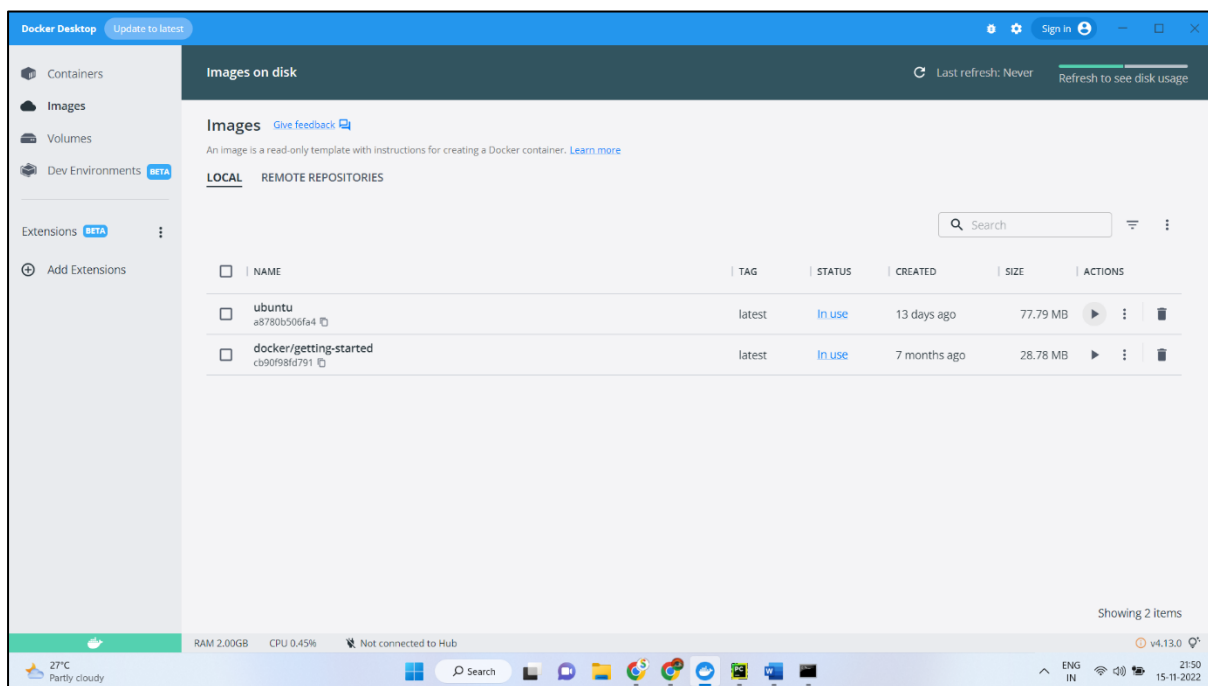 Docker Desktop Update to latest Sign in
Containers
Images
Volumes
Dev Environments BETA
Extensions BETA
Add Extensions
Images on disk Last refresh: Never Refresh to see disk usage
Images Give feedback
An image is a read-only template with instructions for creating a Docker container. Learn more
LOCAL REMOTE REPOSITORIES
Search
NAME TAG STATUS CREATED SIZE ACTIONS
ubuntu latest In use 13 days ago 77.79 MB
a8780b506fa4
docker/getting-started latest In use 7 months ago 28.78 MB
cb90f98fd791
Showing 2 items
RAM 2.00GB CPU 0.45% Not connected to Hub v4.13.0
27°C Search ENG 21:50
Partly cloudy IN 15-11-2022